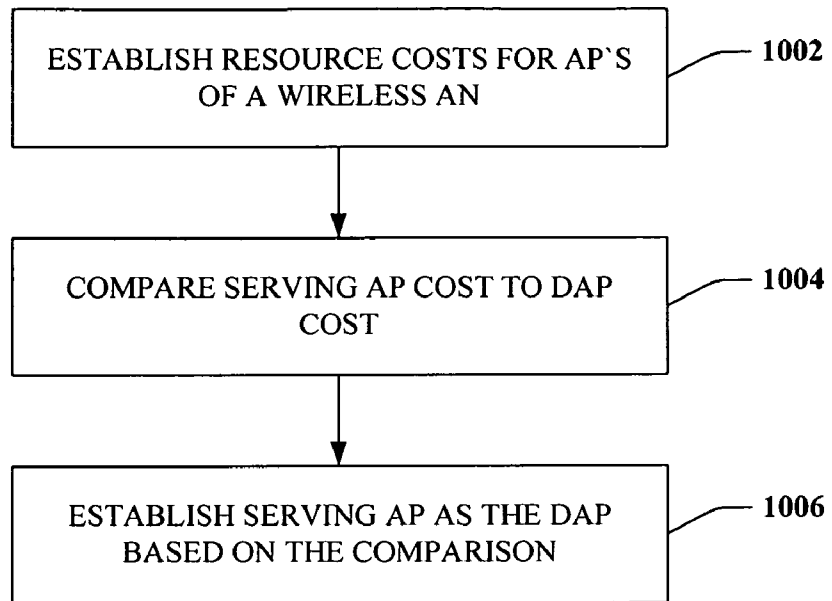 ESTABLISH RESOURCE COSTS FOR AP`S
OF A WIRELESS AN
1002
COMPARE SERVING AP COST TO DAP
COST
1004
ESTABLISH SERVING AP AS THE DAP
BASED ON THE COMPARISON
1006